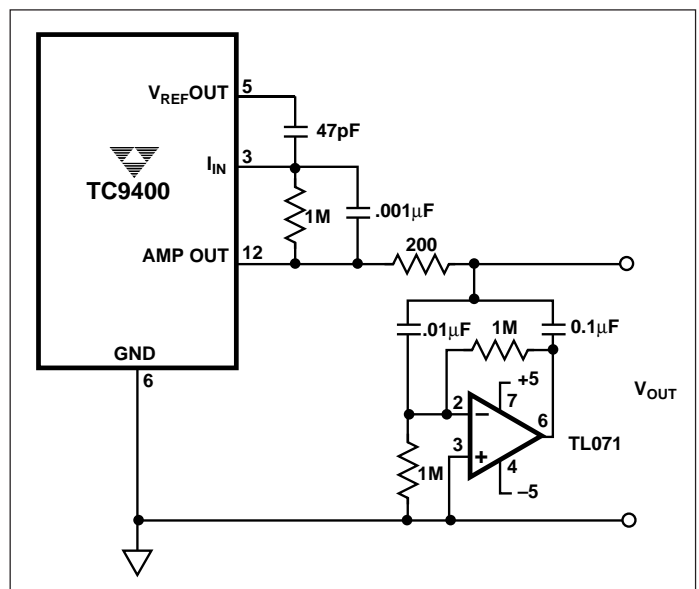 V_REF OUT
5
47pF
I_IN
3
TC9400
1M
.001μF
AMP OUT
12
200
GND
6
.01μF
1M
0.1μF
+5
7
2
–
6
V_OUT
3
+
TL071
4
–5
1M